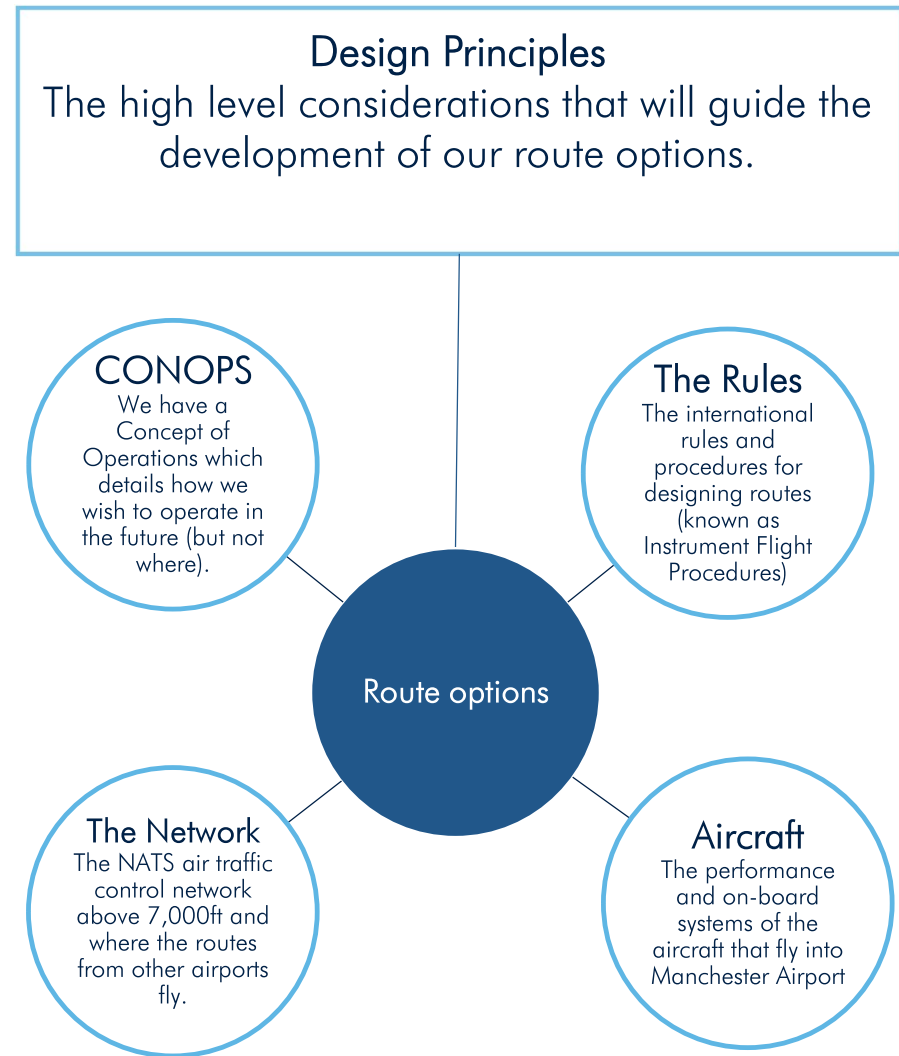 Design Principles
The high level considerations that will guide the
development of our route options.
CONOPS
We have a
Concept of
Operations which
details how we
wish to operate in
the future (but not
where).
The Rules
The international
rules and
procedures for
designing routes
(known as
Instrument Flight
Procedures)
Route options
The Network
The NATS air traffic
control network
above 7,000ft and
where the routes
from other airports
fly.
Aircraft
The performance
and on-board
systems of the
aircraft that fly into
Manchester Airport